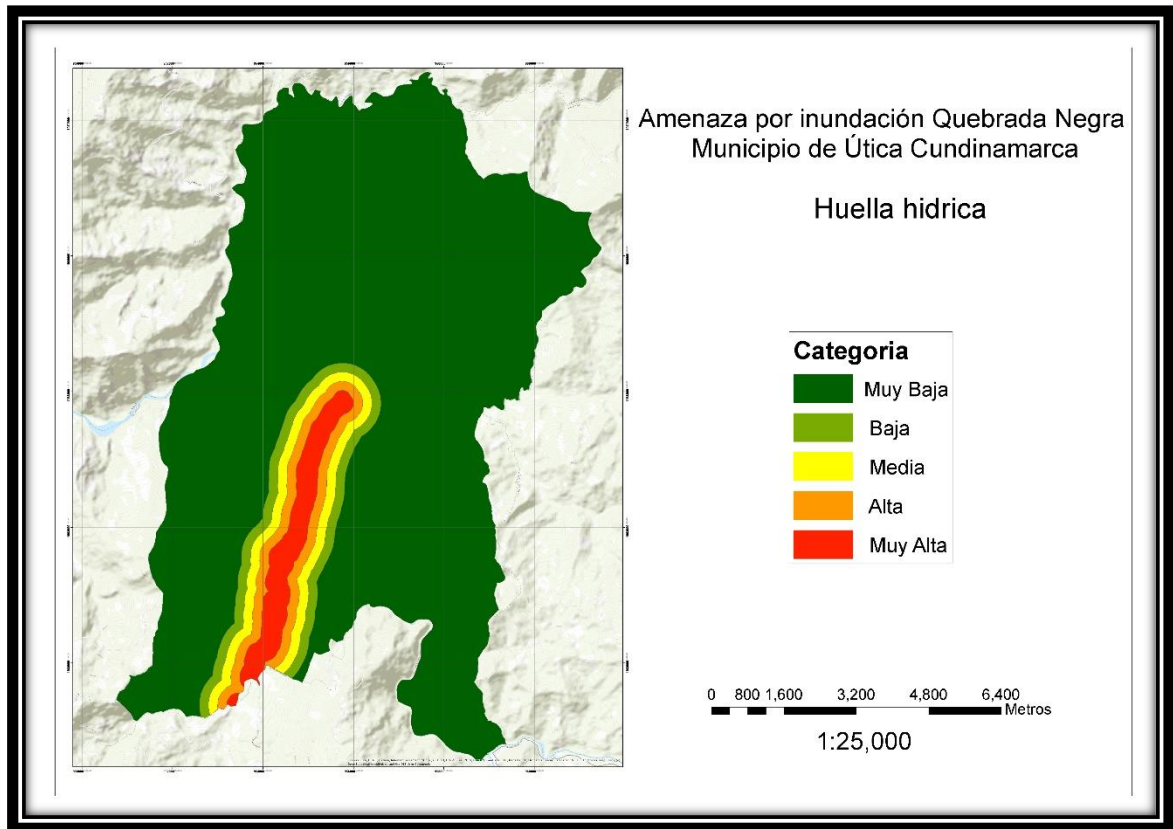 Amenaza por inundación Quebrada Negra
Municipio de Útica Cundinamarca
Huella hidrica
Categoria
Muy Baja
Baja
Media
Alta
Muy Alta
0 800 1,600 3,200 4,800 6,400
Metros
1:25,000